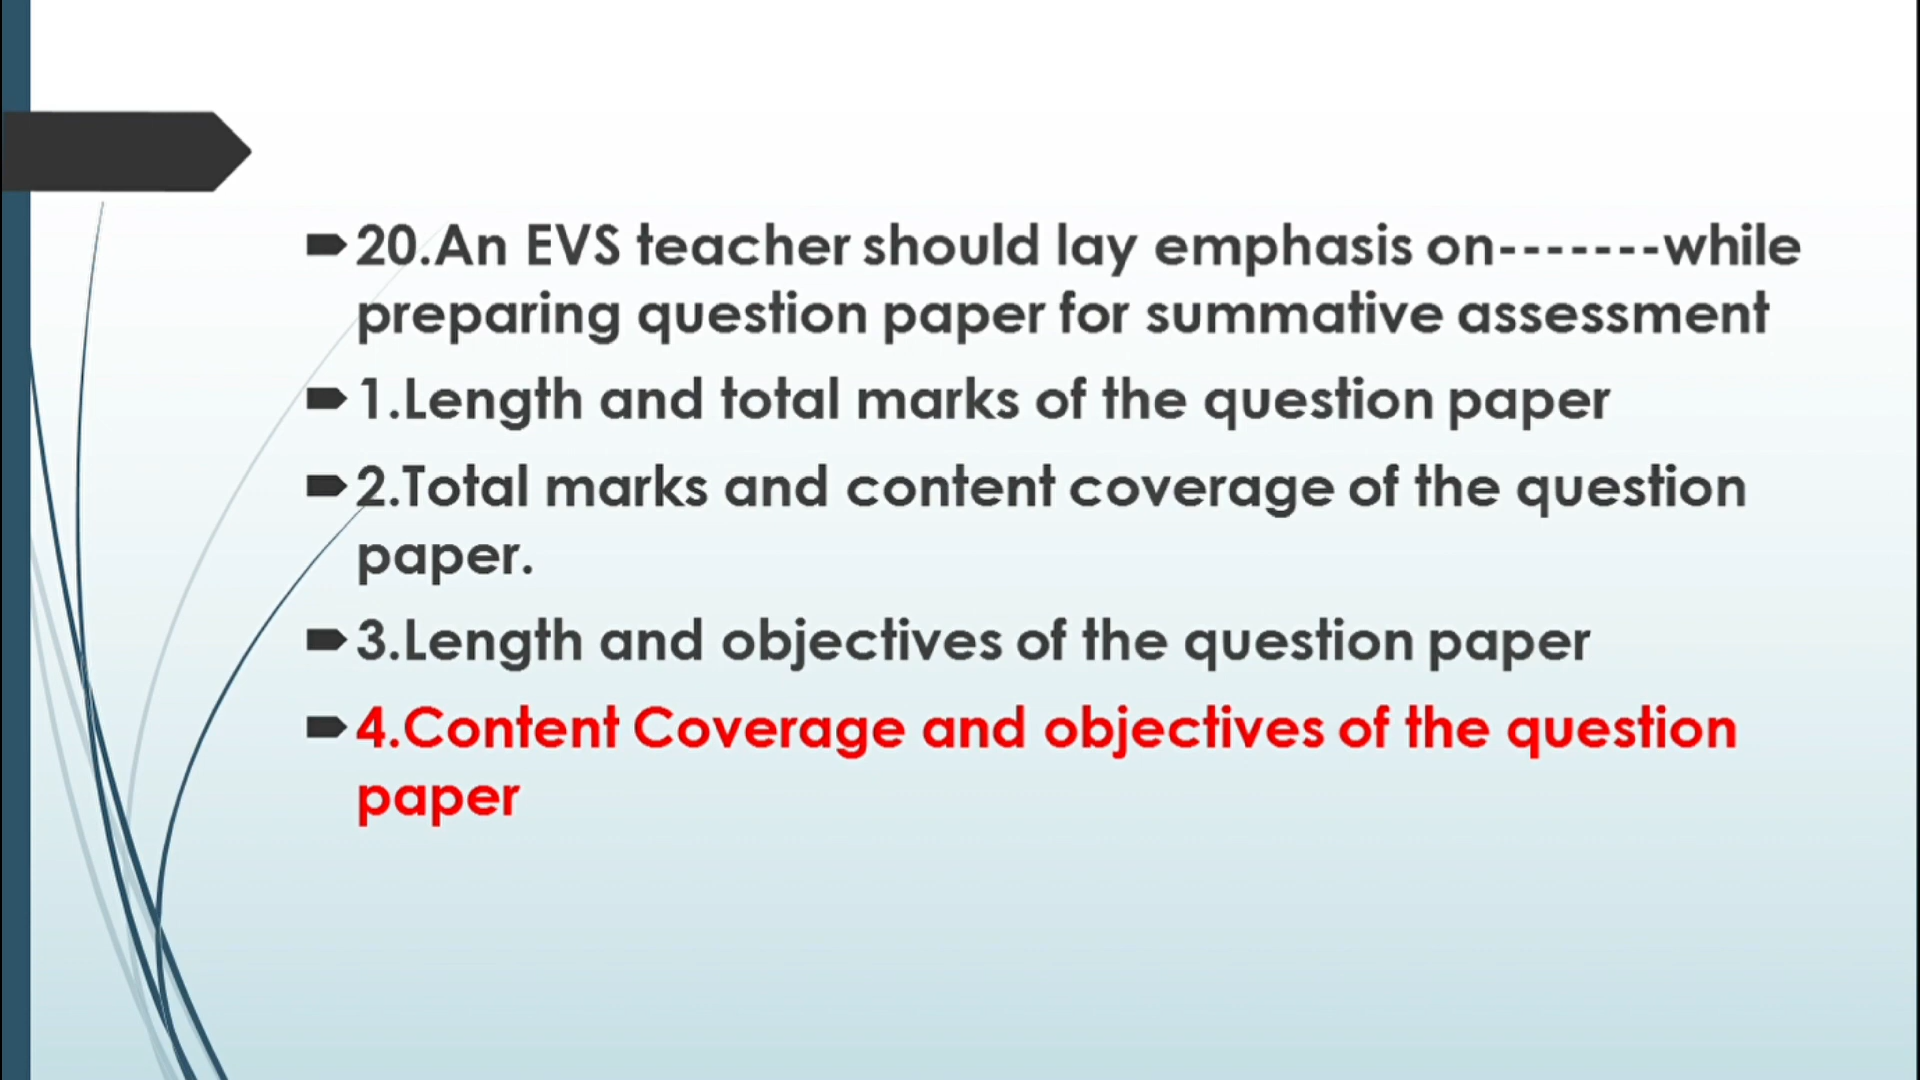 20.An EVS teacher should lay emphasis on-------while
preparing question paper for summative assessment
1.Length and total marks of the question paper
2.Total marks and content coverage of the question
paper.
3.Length and objectives of the question paper
4.Content Coverage and objectives of the question
paper